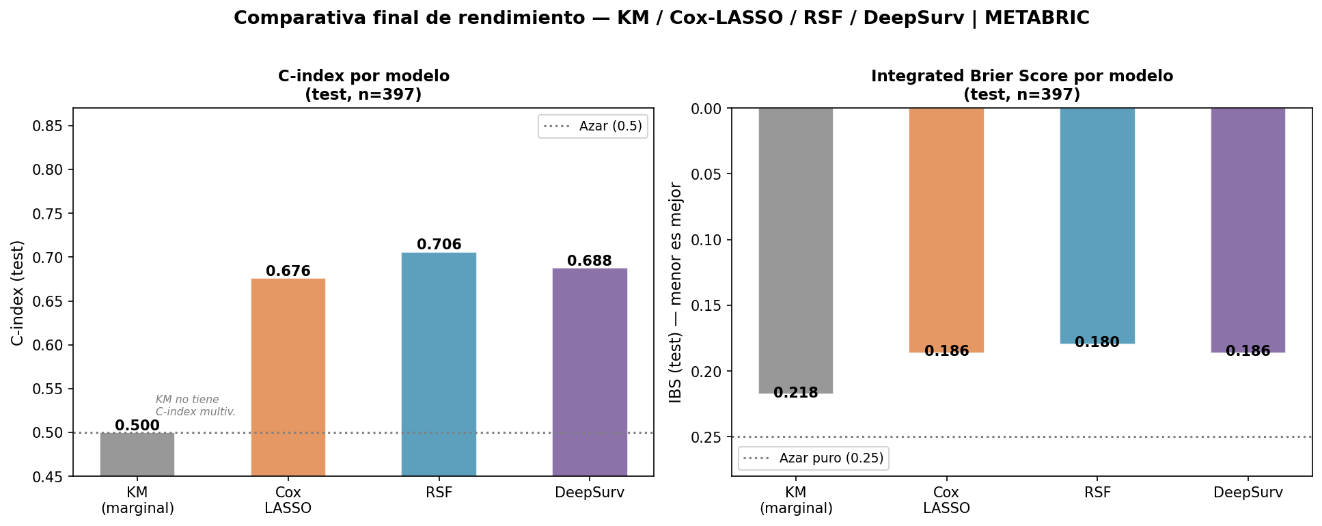 Comparativa final de rendimiento — KM / Cox-LASSO / RSF / DeepSurv | METABRIC
C-index por modelo
(test, n=397)
C-index (test)
0.85
0.80
0.75
0.70
0.65
0.60
0.55
0.50
0.45
Azar (0.5)
0.500
KM no tiene
C-index multiv.
0.676
0.706
0.688
KM
(marginal)
Cox
LASSO
RSF
DeepSurv
Integrated Brier Score por modelo
(test, n=397)
IBS (test) — menor es mejor
0.00
0.05
0.10
0.15
0.20
0.25
0.218
0.186
0.180
0.186
Azar puro (0.25)
KM
(marginal)
Cox
LASSO
RSF
DeepSurv